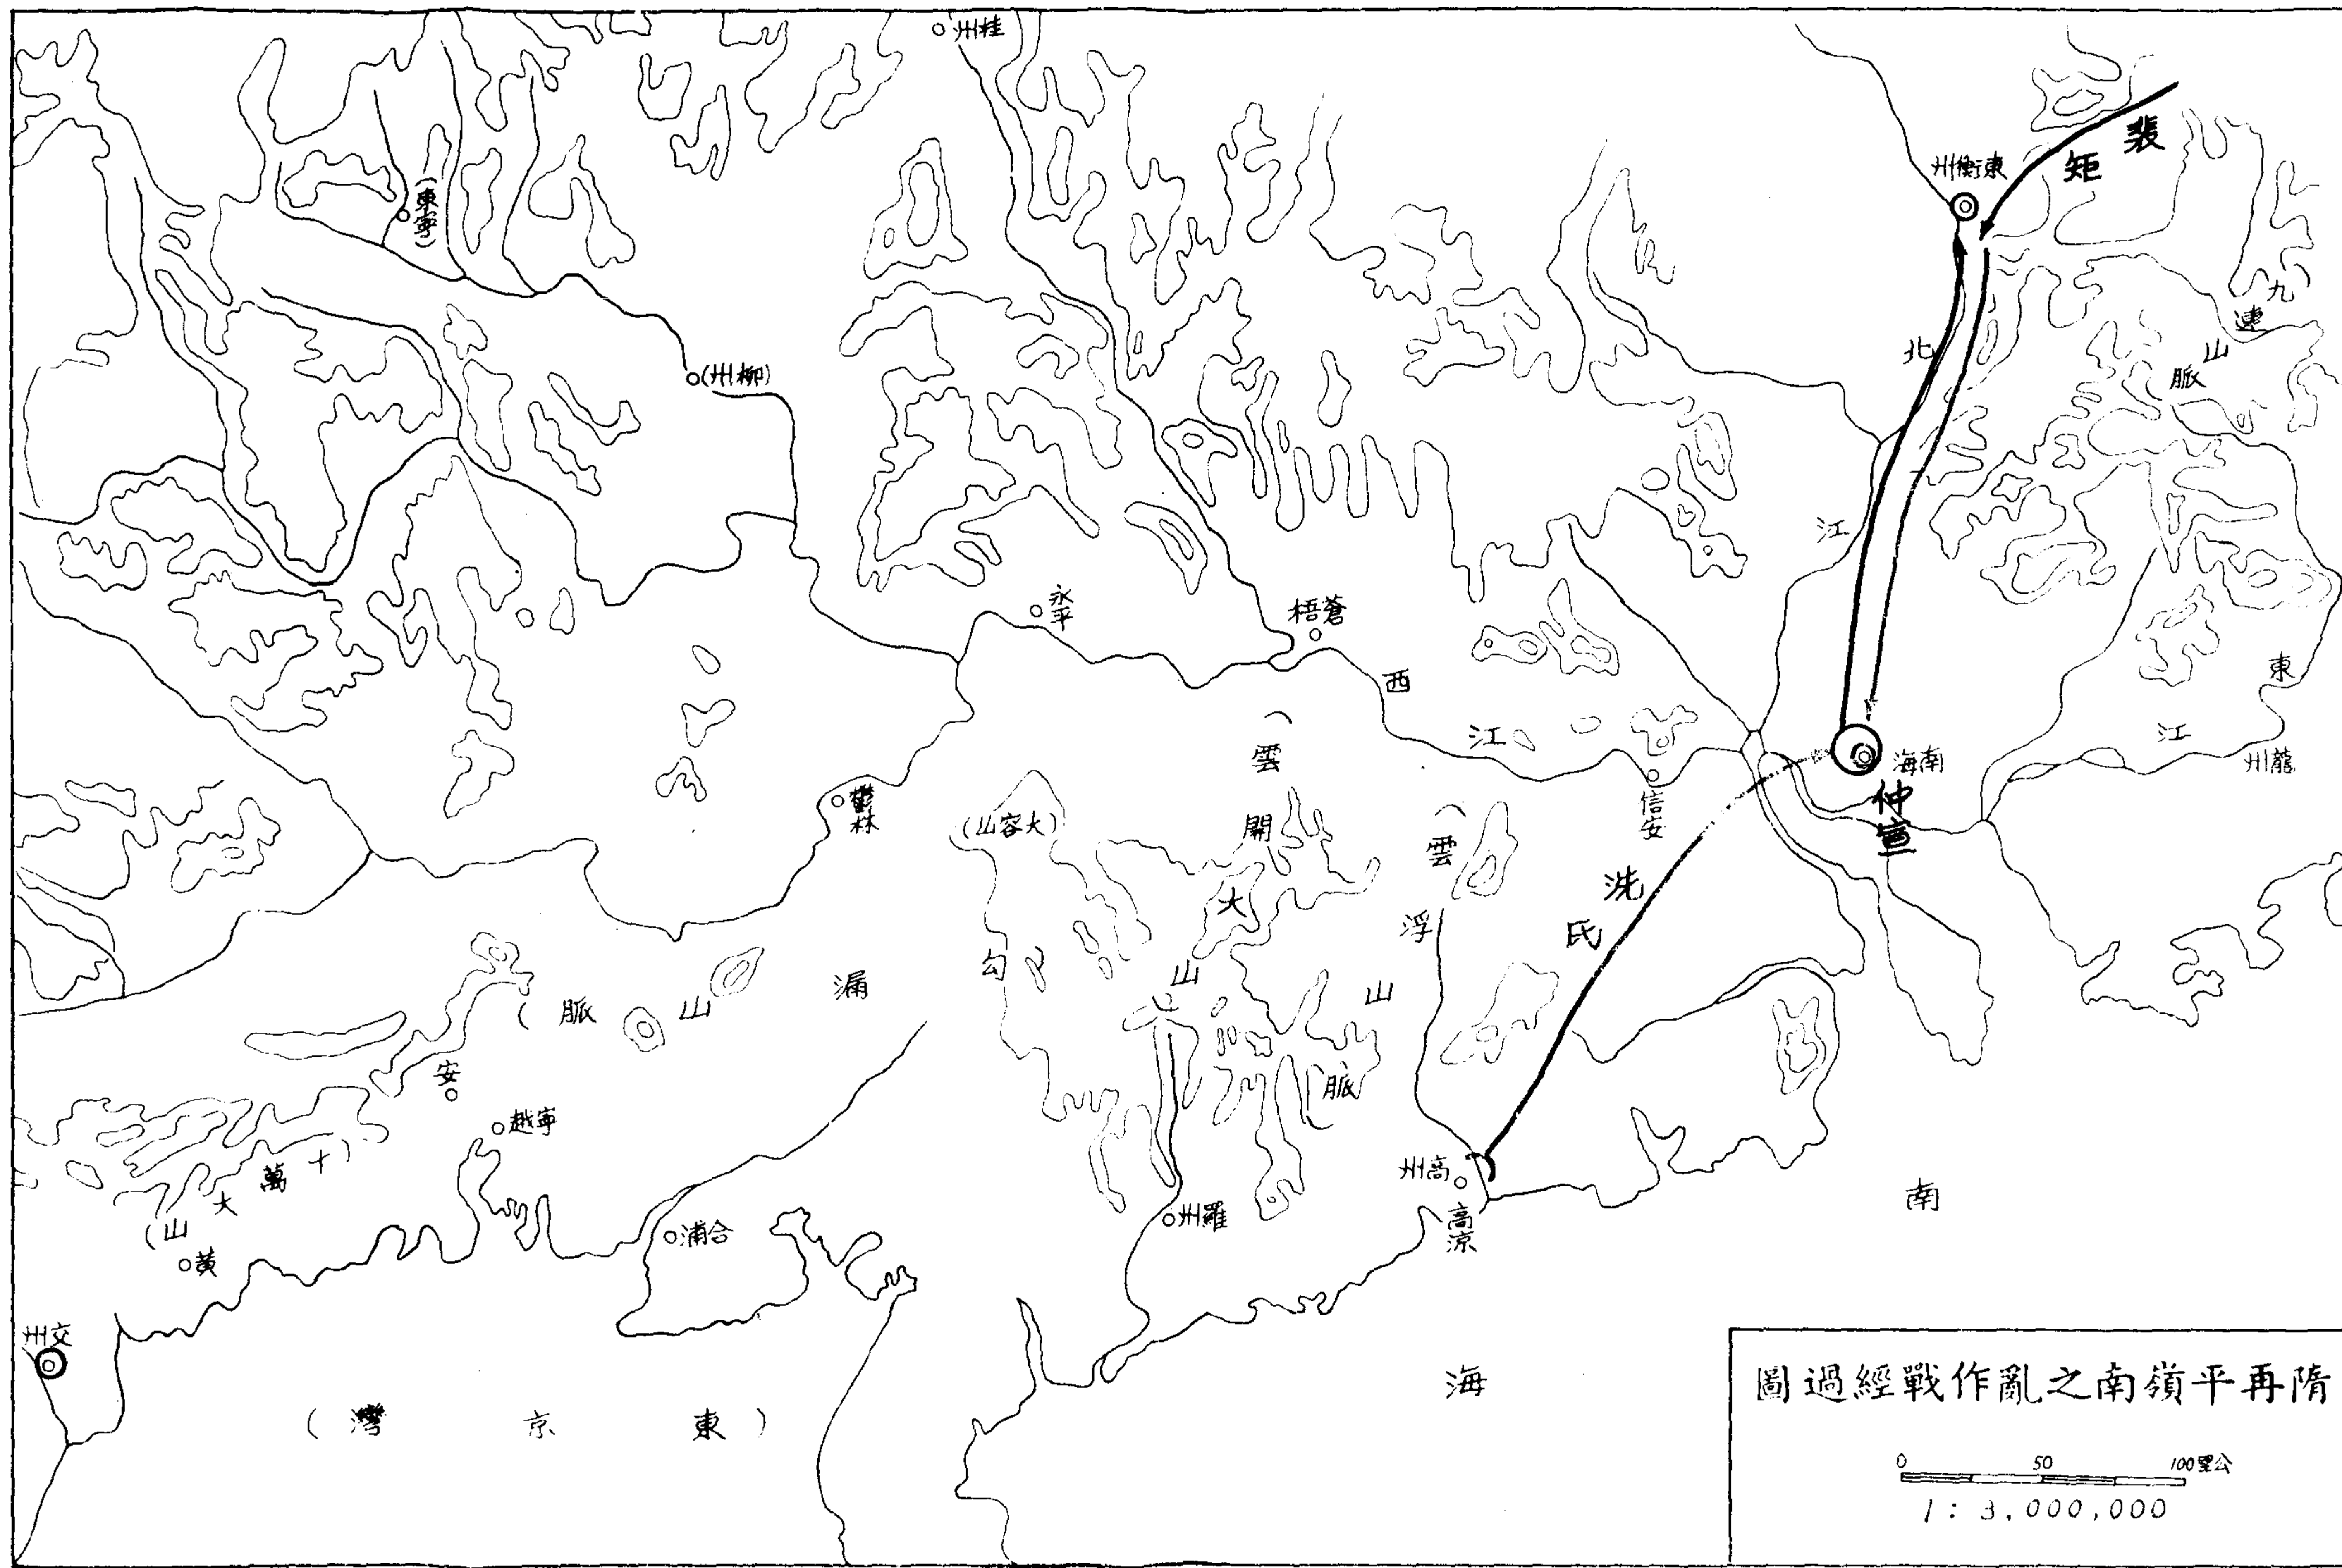 桂州
裴矩
東衡州
(東寧)
九連山脈
北江
(柳州)
永平
蒼梧
西江
東江
龍州
南海
仲宣
信安
鬱林
(大容山)
(雲開大山
(雲浮山脈
冼氏
勾漏山脈)
安
寧越
十萬大山)
黃
合浦
羅州
高州
高涼
交州
(東京灣)
南海
隋再平嶺南之亂作戰經過圖
0 50 100公里
1:3,000,000